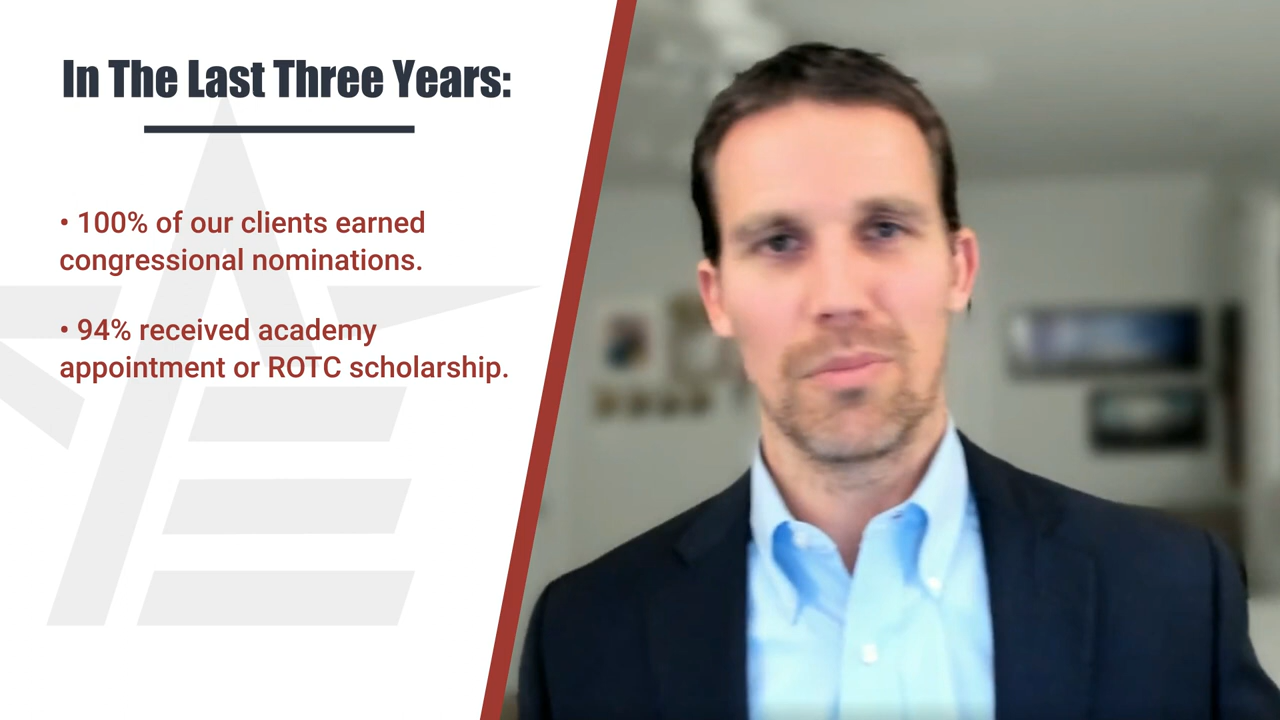 In The Last Three Years:
• 100% of our clients earned
congressional nominations.
• 94% received academy
appointment or ROTC scholarship.